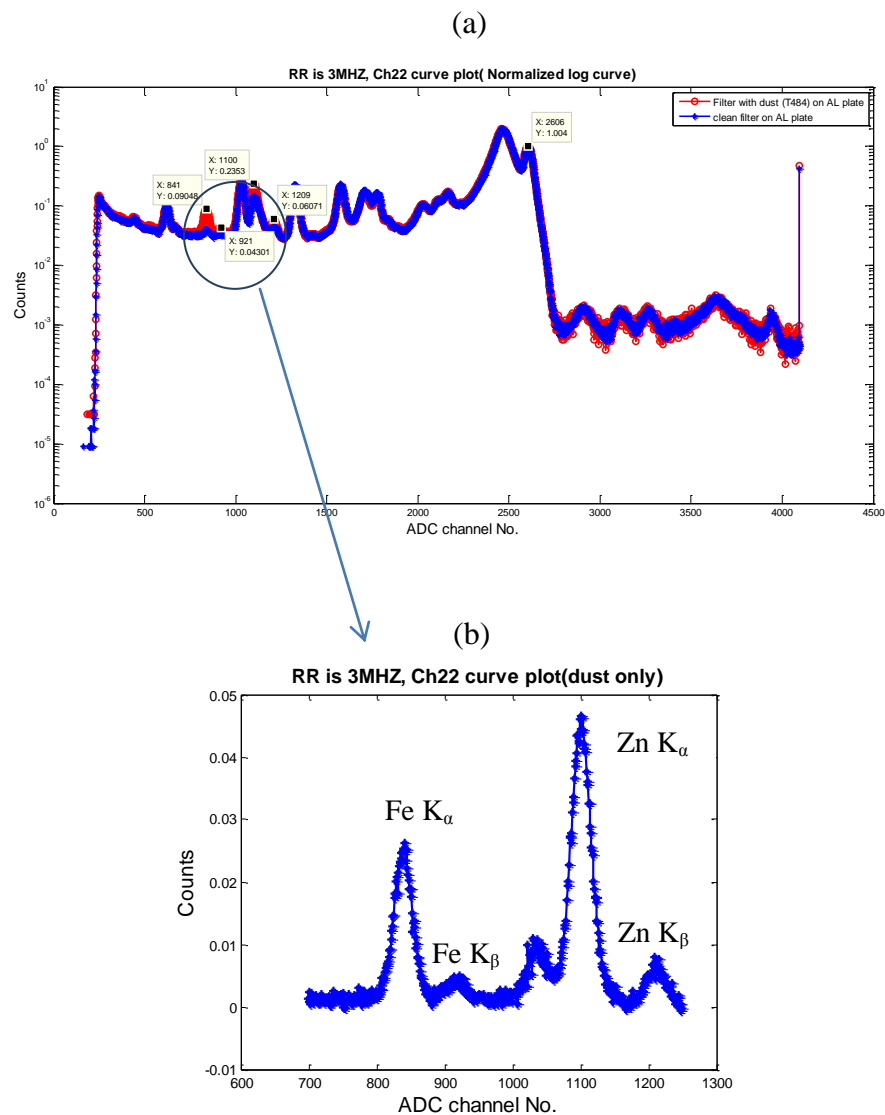 (a)
RR is 3MHZ, Ch22 curve plot( Normalized log curve)
Filter with dust (T484) on AL plate
clean filter on AL plate
X: 2606
Y: 1.004
X: 1100
Y: 0.2353
X: 841
Y: 0.09048
X: 1209
Y: 0.06071
X: 921
Y: 0.04301
Counts
10^1
10^0
10^-1
10^-2
10^-3
10^-4
10^-5
10^-6
0 500 1000 1500 2000 2500 3000 3500 4000 4500
ADC channel No.
(b)
RR is 3MHZ, Ch22 curve plot(dust only)
Counts
0.05
0.04
0.03
0.02
0.01
0
-0.01
Zn Kα
Fe Kα
Fe Kβ
Zn Kβ
600 700 800 900 1000 1100 1200 1300
ADC channel No.